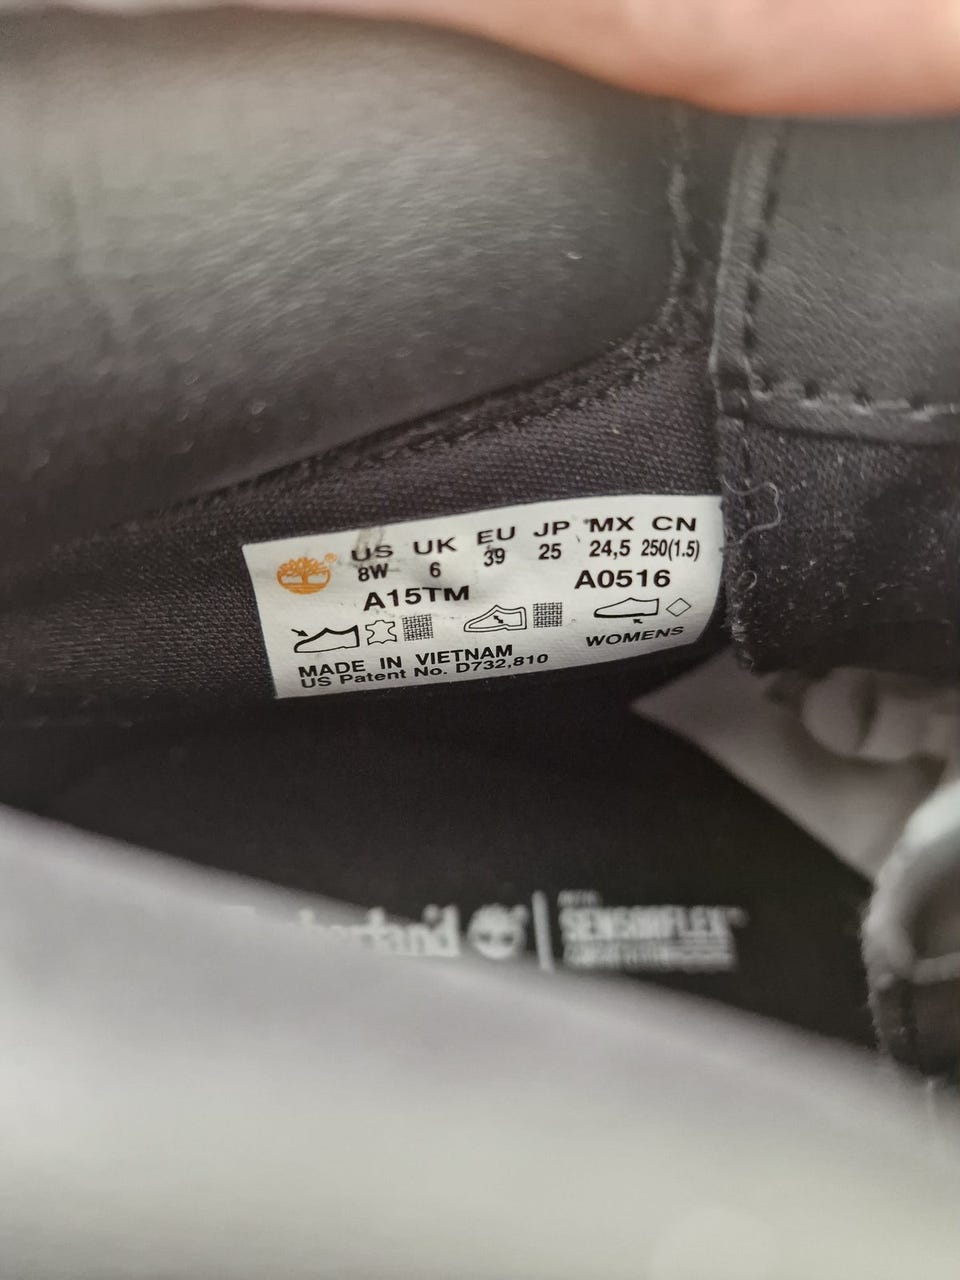 US UK EU JP MX CN
8W 6 39 25 24,5 250(1.5)
A15TM A0516
WOMENS
MADE IN VIETNAM
US Patent No. D732,810
SENSORFLEX